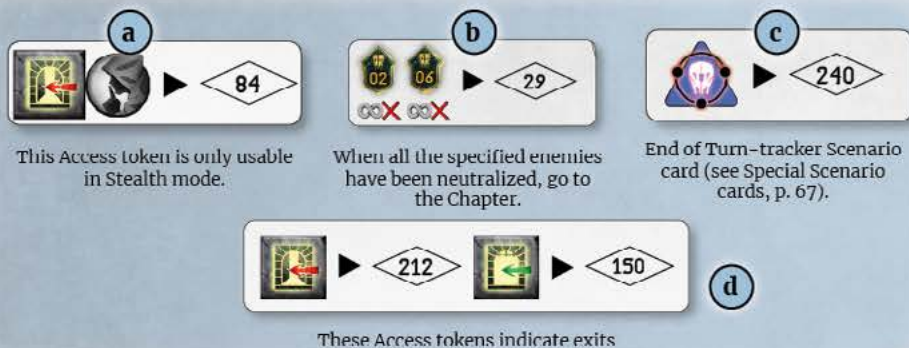 a
84
This Access token is only usable
in Stealth mode.
b
02 06
29
When all the specified enemies
have been neutralized, go to
the Chapter.
c
240
End of Turn-tracker Scenario
card (see Special Scenario
cards, p. 67).
212
150
d
These Access tokens indicate exits